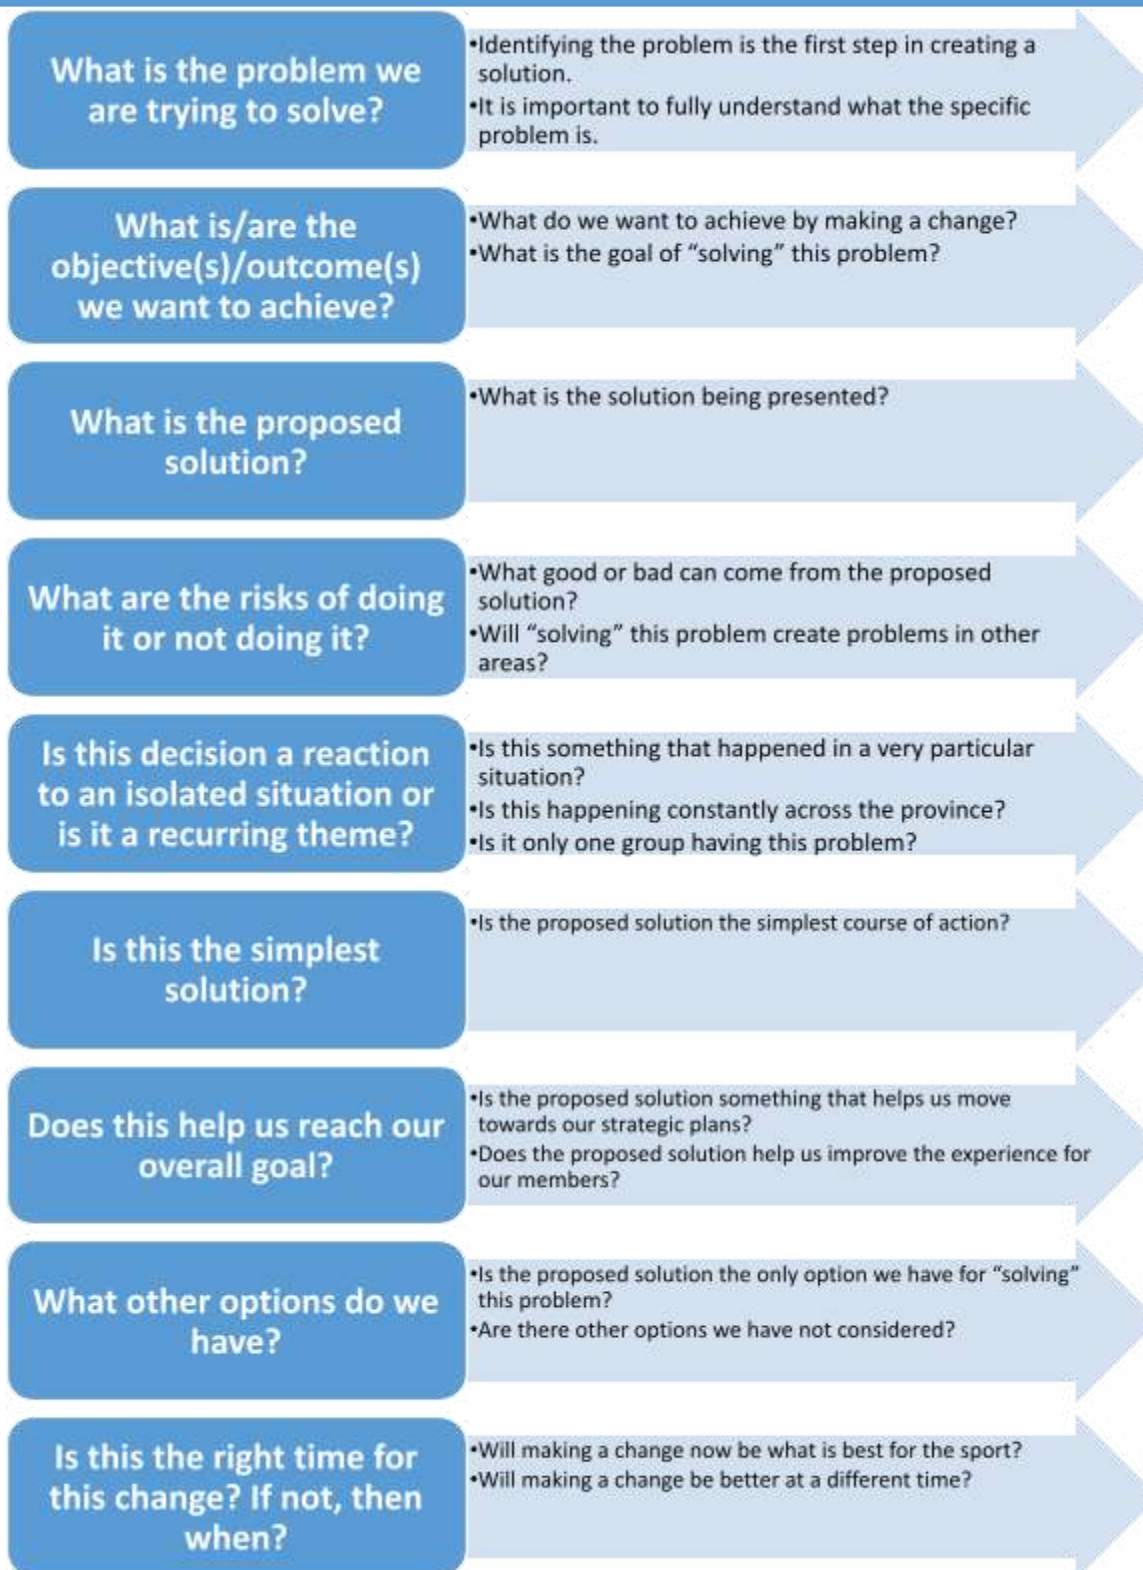 What is the problem we
are trying to solve?
•Identifying the problem is the first step in creating a
solution.
•It is important to fully understand what the specific
problem is.
What is/are the
objective(s)/outcome(s)
we want to achieve?
•What do we want to achieve by making a change?
•What is the goal of “solving” this problem?
What is the proposed
solution?
•What is the solution being presented?
What are the risks of doing
it or not doing it?
•What good or bad can come from the proposed
solution?
•Will “solving” this problem create problems in other
areas?
Is this decision a reaction
to an isolated situation or
is it a recurring theme?
•Is this something that happened in a very particular
situation?
•Is this happening constantly across the province?
•Is it only one group having this problem?
Is this the simplest
solution?
•Is the proposed solution the simplest course of action?
Does this help us reach our
overall goal?
•Is the proposed solution something that helps us move
towards our strategic plans?
•Does the proposed solution help us improve the experience for
our members?
What other options do we
have?
•Is the proposed solution the only option we have for “solving”
this problem?
•Are there other options we have not considered?
Is this the right time for
this change? If not, then
when?
•Will making a change now be what is best for the sport?
•Will making a change be better at a different time?